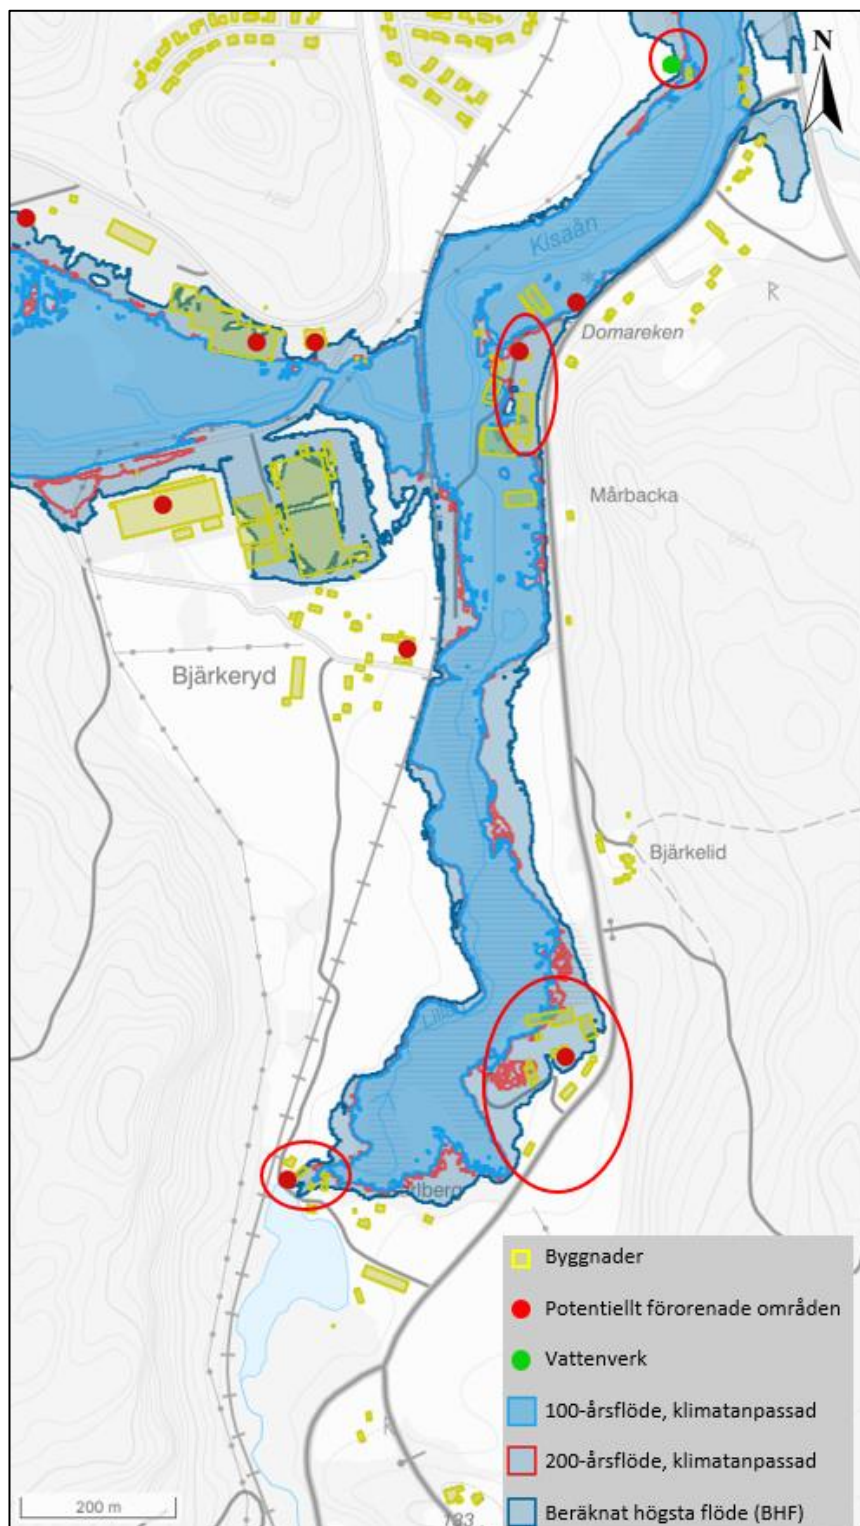 N
Kisaån
R
Domareken
Mårbacka
Bjärkeryd
Bjärkelid
Byggnader
Potentiellt förorenade områden
Vattenverk
100-årsflöde, klimatanpassad
200-årsflöde, klimatanpassad
Beräknat högsta flöde (BHF)
200 m